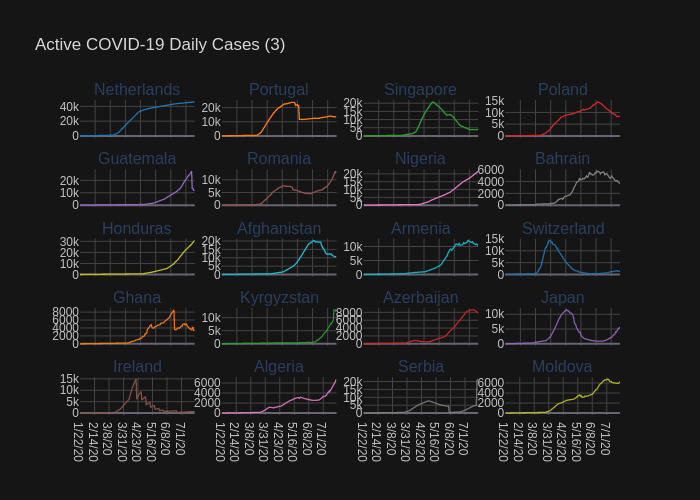 Active COVID-19 Daily Cases (3)
Netherlands
Portugal
Singapore
Poland
40k
20k
0
20k
10k
0
20k
15k
10k
5k
0
15k
10k
5k
0
Guatemala
Romania
Nigeria
Bahrain
20k
10k
0
10k
5k
0
20k
15k
10k
5k
0
6000
4000
2000
0
Honduras
Afghanistan
Armenia
Switzerland
30k
20k
10k
0
20k
15k
10k
5k
0
10k
5k
0
15k
10k
5k
0
Ghana
Kyrgyzstan
Azerbaijan
Japan
8000
6000
4000
2000
0
10k
5k
0
8000
6000
4000
2000
0
10k
5k
0
Ireland
Algeria
Serbia
Moldova
15k
10k
5k
0
6000
4000
2000
0
20k
15k
10k
5k
0
6000
4000
2000
0
1/22/20
2/14/20
3/8/20
3/31/20
4/23/20
5/16/20
6/8/20
7/1/20
1/22/20
2/14/20
3/8/20
3/31/20
4/23/20
5/16/20
6/8/20
7/1/20
1/22/20
2/14/20
3/8/20
3/31/20
4/23/20
5/16/20
6/8/20
7/1/20
1/22/20
2/14/20
3/8/20
3/31/20
4/23/20
5/16/20
6/8/20
7/1/20